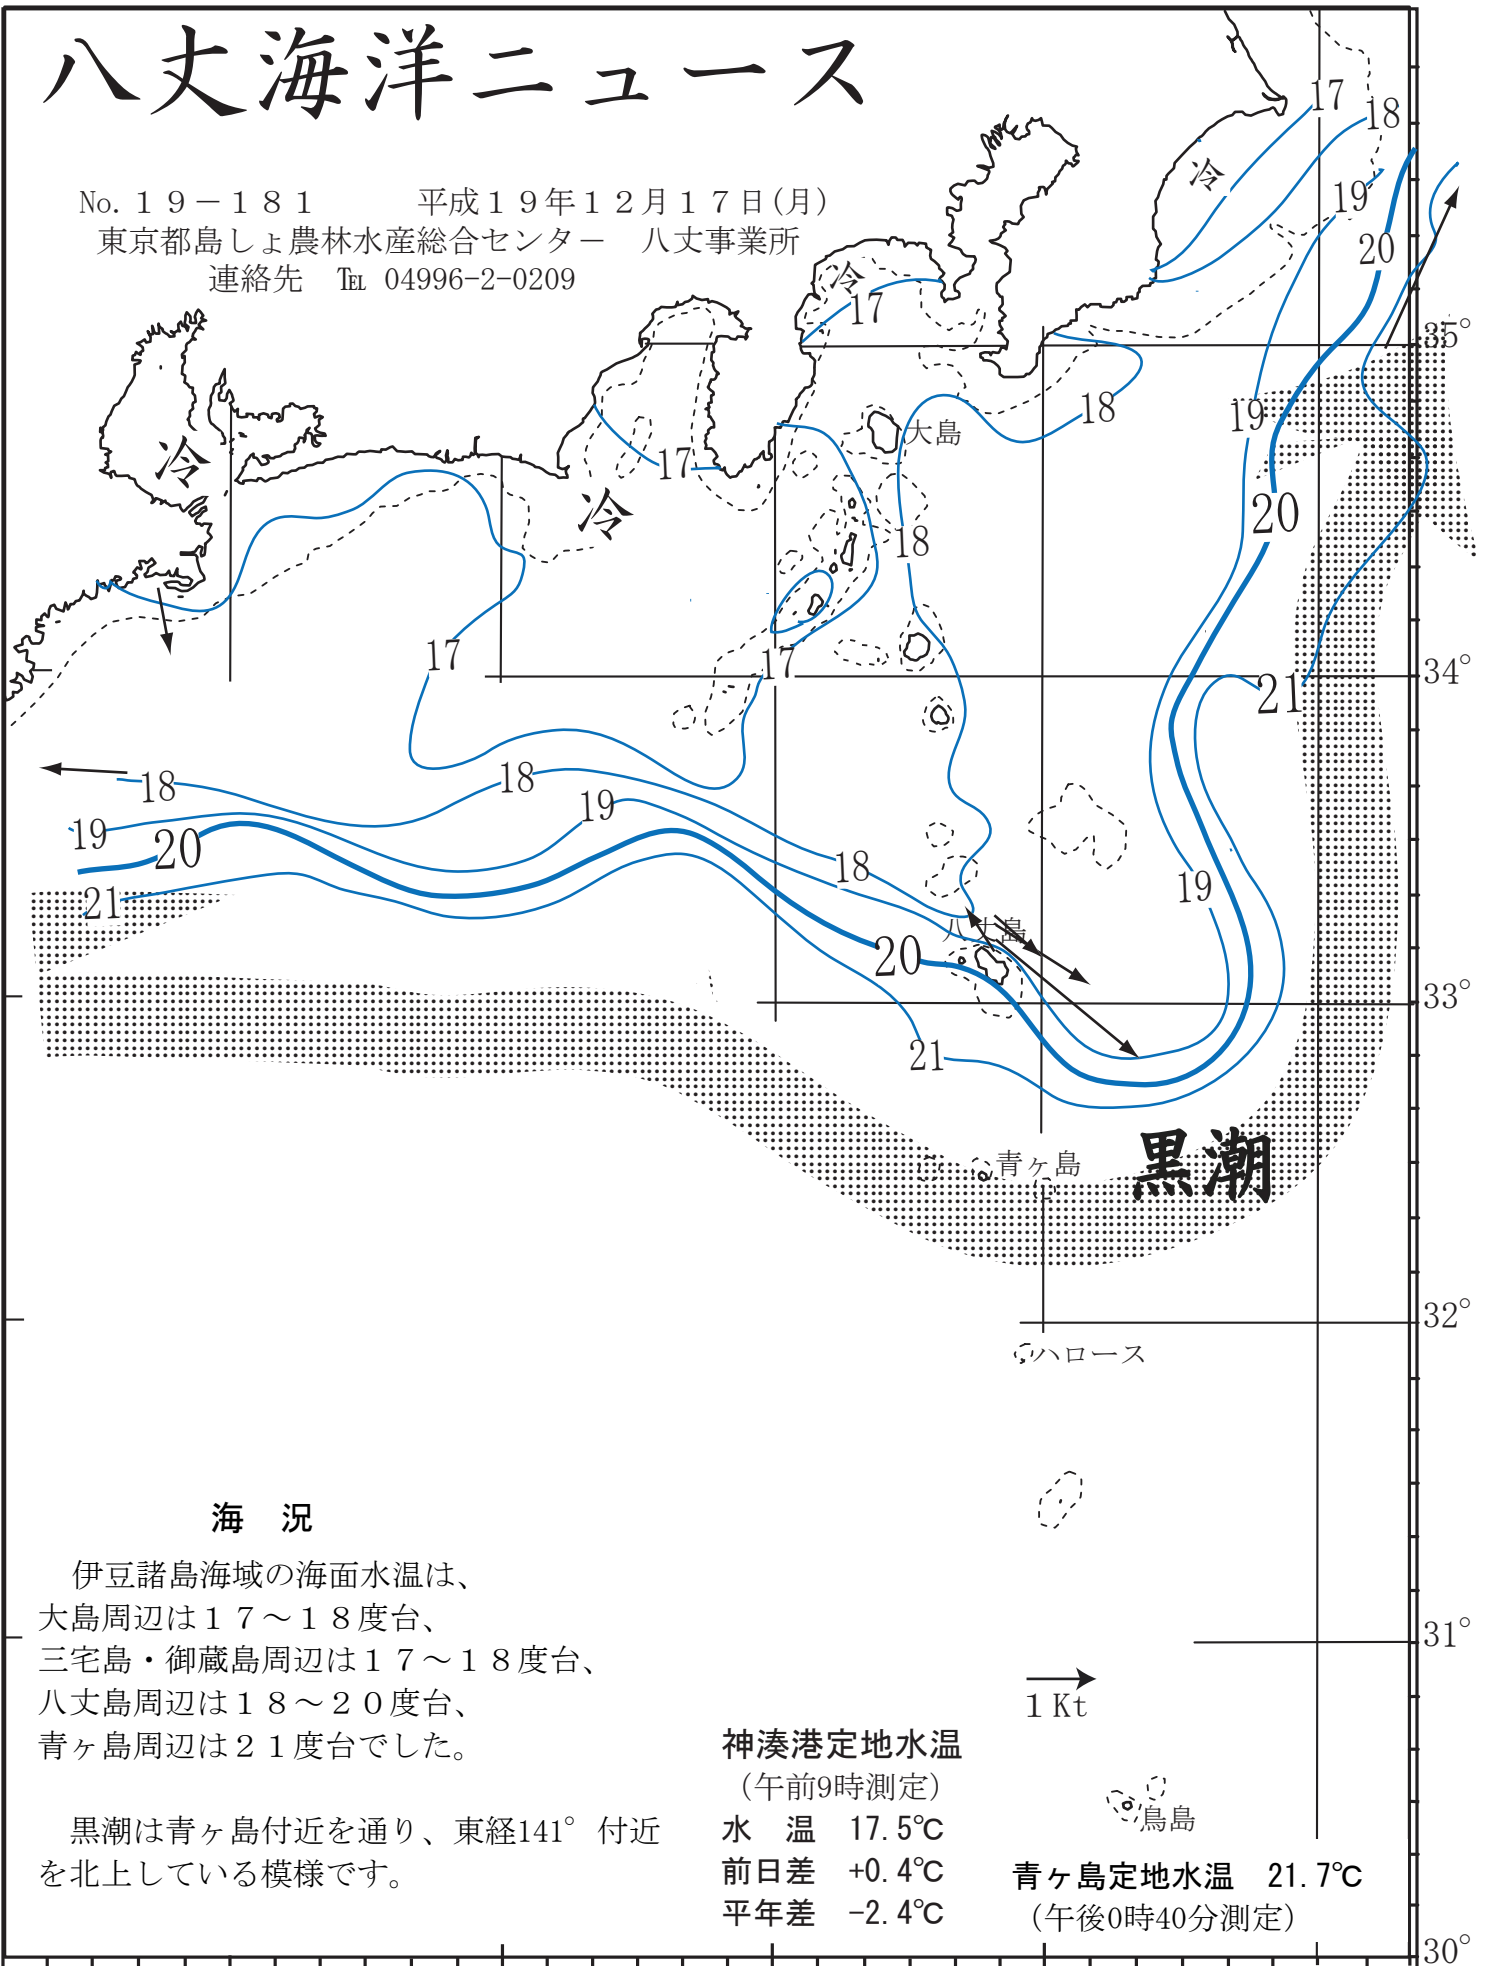 八丈海洋ニュース
No.１９－１８１　平成１９年１２月１７日(月)
東京都島しょ農林水産総合センター　八丈事業所
連絡先　℡ 04996-2-0209
17
18
冷
19
20
冷
17
35°
18
19
大島
冷
17
冷
20
18
17
17
34°
21
18
18
19
19
20
18
19
21
八丈島
20
33°
21
黒潮
青ヶ島
32°
ハロース
海　況
伊豆諸島海域の海面水温は、
大島周辺は１７～１８度台、
三宅島・御蔵島周辺は１７～１８度台、
八丈島周辺は１８～２０度台、
青ヶ島周辺は２１度台でした。
黒潮は青ヶ島付近を通り、東経141°付近
を北上している模様です。
31°
1 Kt
神湊港定地水温
（午前9時測定）
水　温　17.5℃
前日差　+0.4℃
平年差　-2.4℃
鳥島
青ヶ島定地水温　21.7℃
（午後0時40分測定）
30°